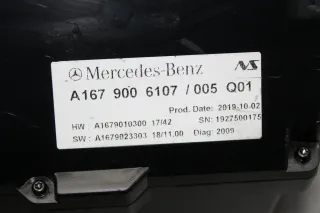 Mercedes-Benz
A167 900 6107 / 005 Q01
Prod. Date: 2019-10-02
HW : A1679010300 17/42 SN: 1927500175
SW : A1679023303 18/11.00 Diag: 2009